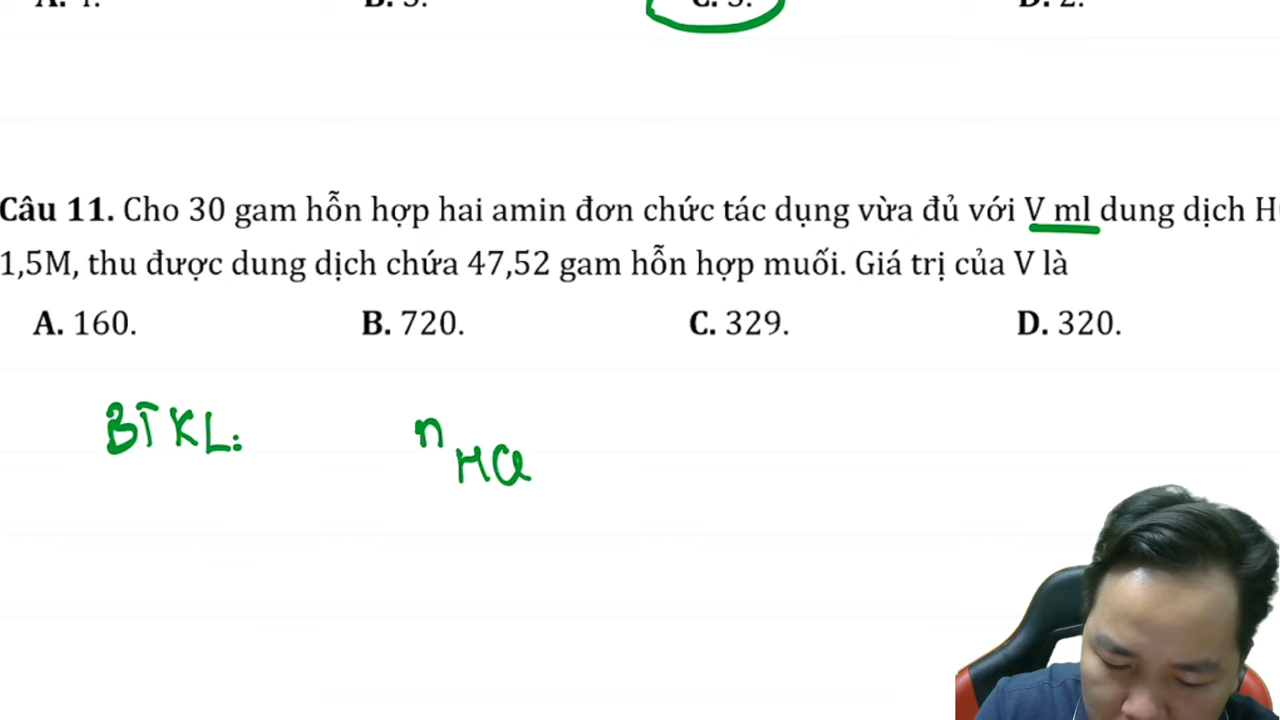 Câu 11. Cho 30 gam hỗn hợp hai amin đơn chức tác dụng vừa đủ với V ml dung dịch
1,5M, thu được dung dịch chứa 47,52 gam hỗn hợp muối. Giá trị của V là
A. 160. B. 720. C. 329. D. 320.
BTKL: n HCl